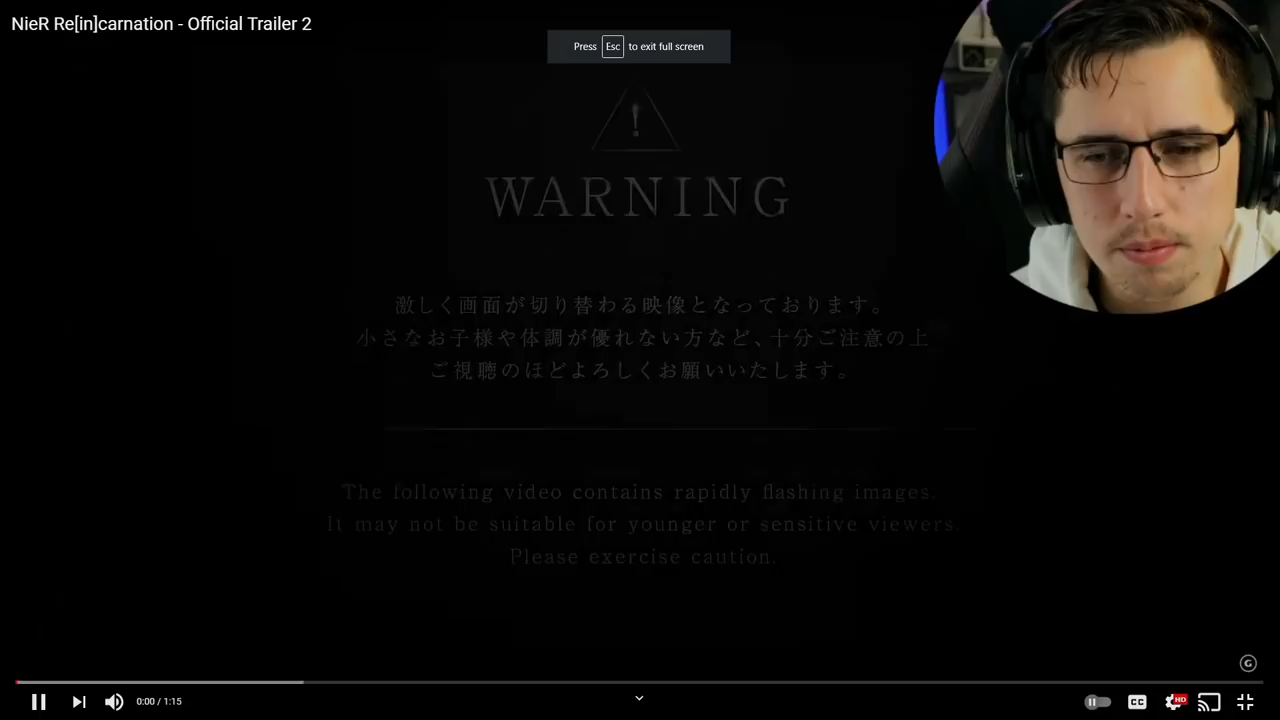 NieR Re[in]carnation - Official Trailer 2
Press Esc to exit full screen
!
WARNING
激しく画面が切り替わる映像となっております。
小さなお子様や体調が優れない方など、十分ご注意の上
ご視聴のほどよろしくお願いいたします。
The following video contains rapidly flashing images.
It may not be suitable for younger or sensitive viewers.
Please exercise caution.
G
0:00 / 1:15
CC
HD